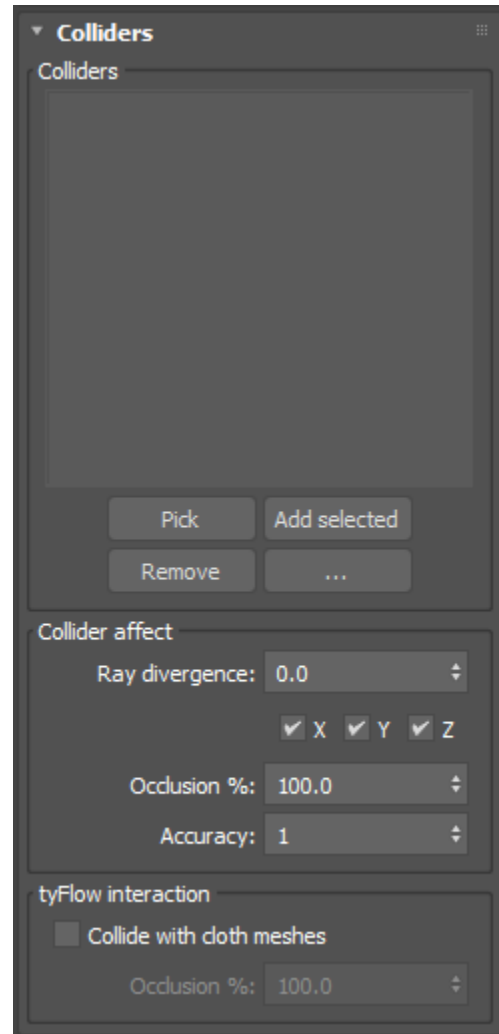 Colliders
Colliders
Pick Add selected
Remove ...
Collider affect
Ray divergence: 0.0
X Y Z
Occlusion %: 100.0
Accuracy: 1
tyFlow interaction
Collide with cloth meshes
Occlusion %: 100.0